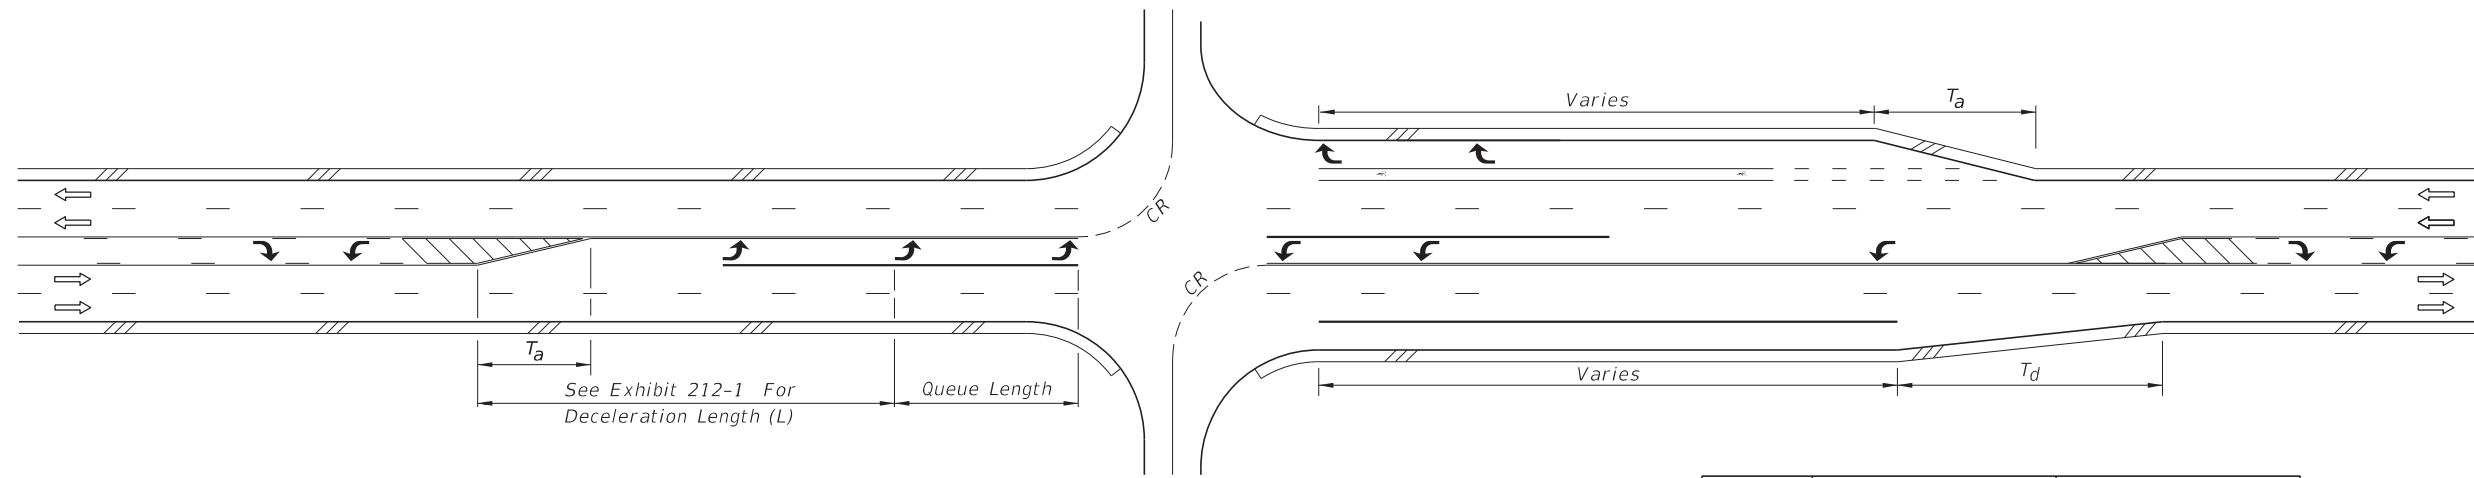 Varies
Ta
CR
CR
Ta
See Exhibit 212-1 For
Deceleration Length (L)
Queue Length
Varies
Td